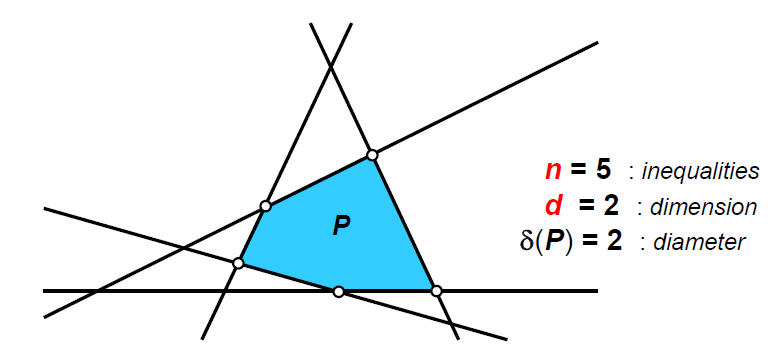 P
n = 5 : inequalities
d = 2 : dimension
δ(P) = 2 : diameter